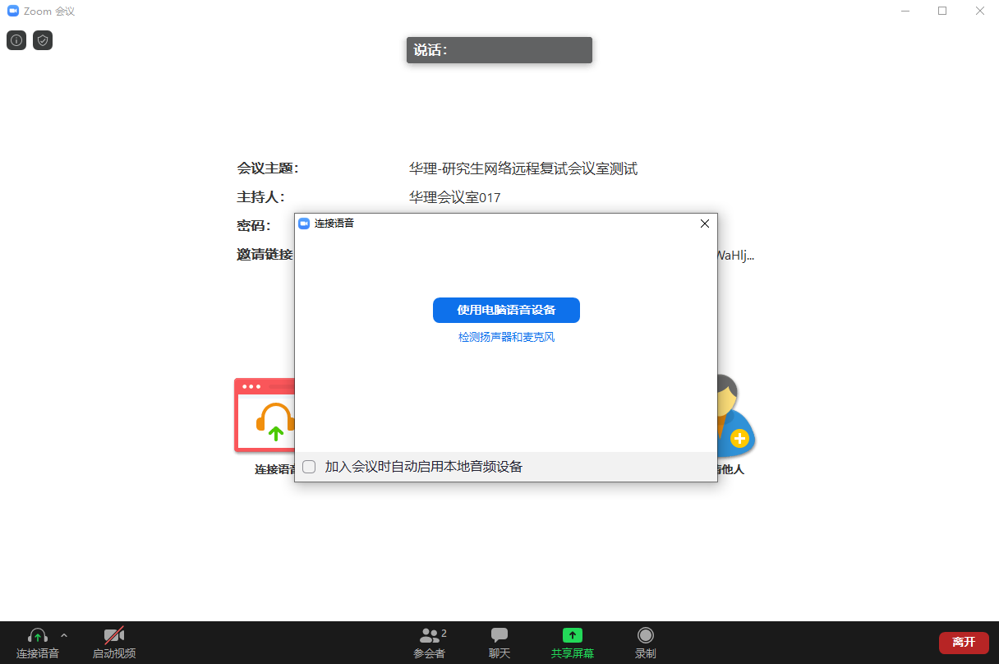 Zoom 会议
说话:
会议主题:
华理-研究生网络远程复试会议室测试
主持人:
华理会议室017
密码:
邀请链接
WaHlj...
连接语音
使用电脑语音设备
检测扬声器和麦克风
加入会议时自动启用本地音频设备
连接语音
请他人
连接语音
启动视频
2
参会者
聊天
共享屏幕
录制
离开